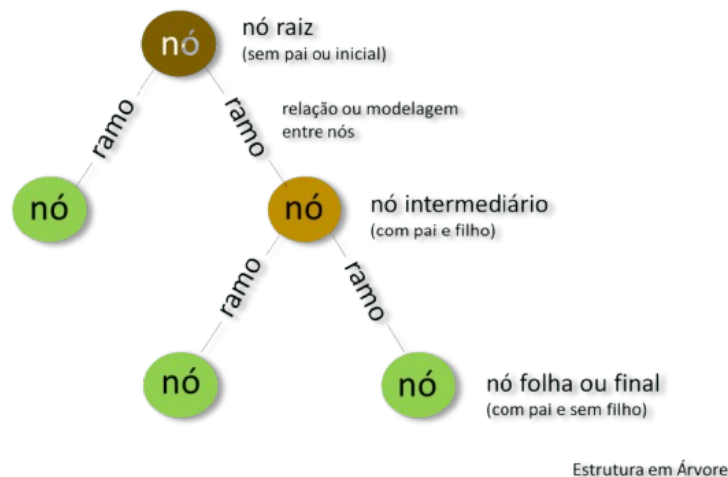 nó
nó raiz
(sem pai ou inicial)
ramo
ramo
relação ou modelagem
entre nós
nó
nó
nó intermediário
(com pai e filho)
ramo
ramo
nó
nó
nó folha ou final
(com pai e sem filho)
Estrutura em Árvore